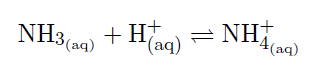 NH₃(aq) + H⁺(aq) ⇌ NH₄⁺(aq)